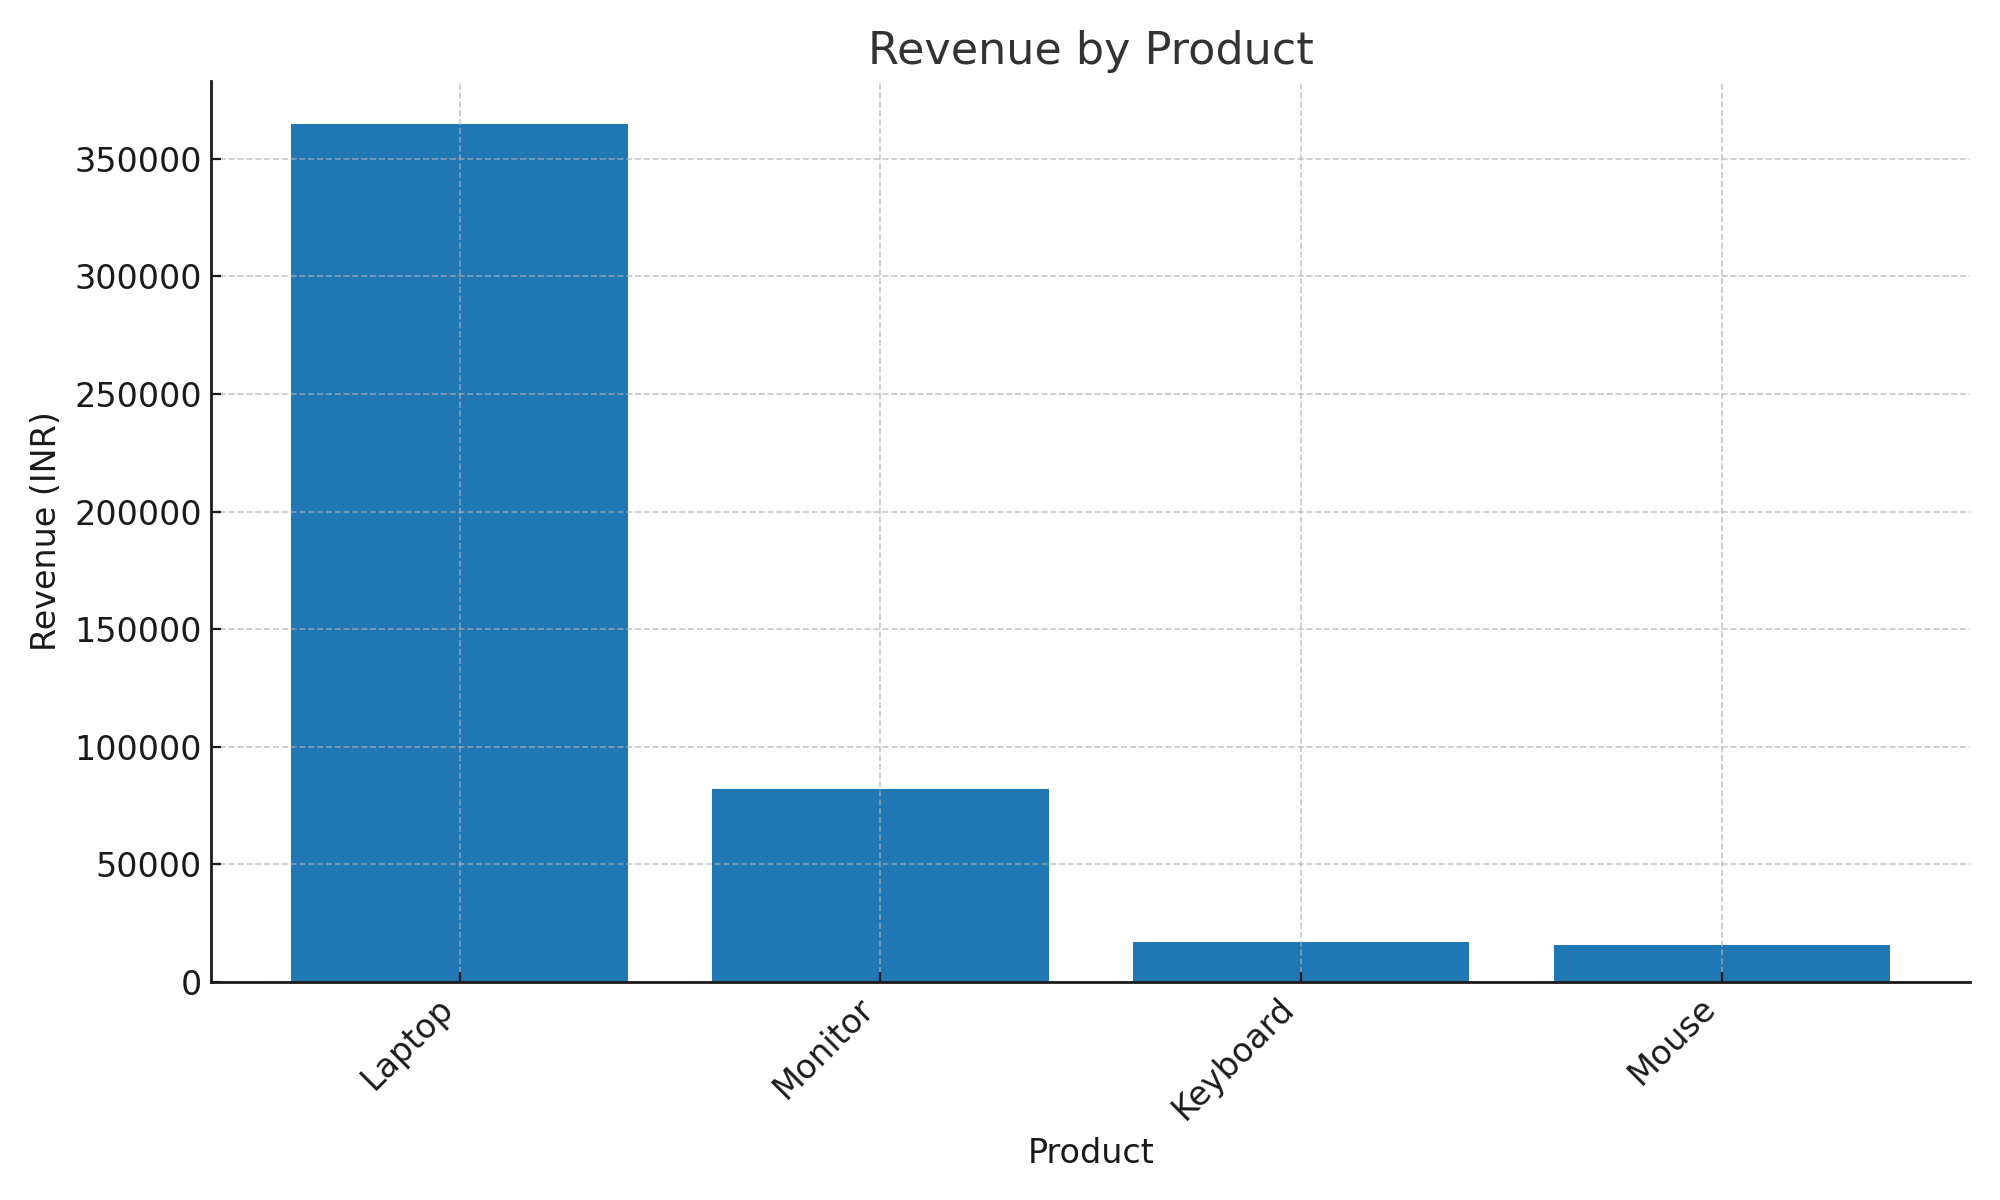 Revenue by Product
Revenue (INR)
350000
300000
250000
200000
150000
100000
50000
0
Laptop
Monitor
Keyboard
Mouse
Product